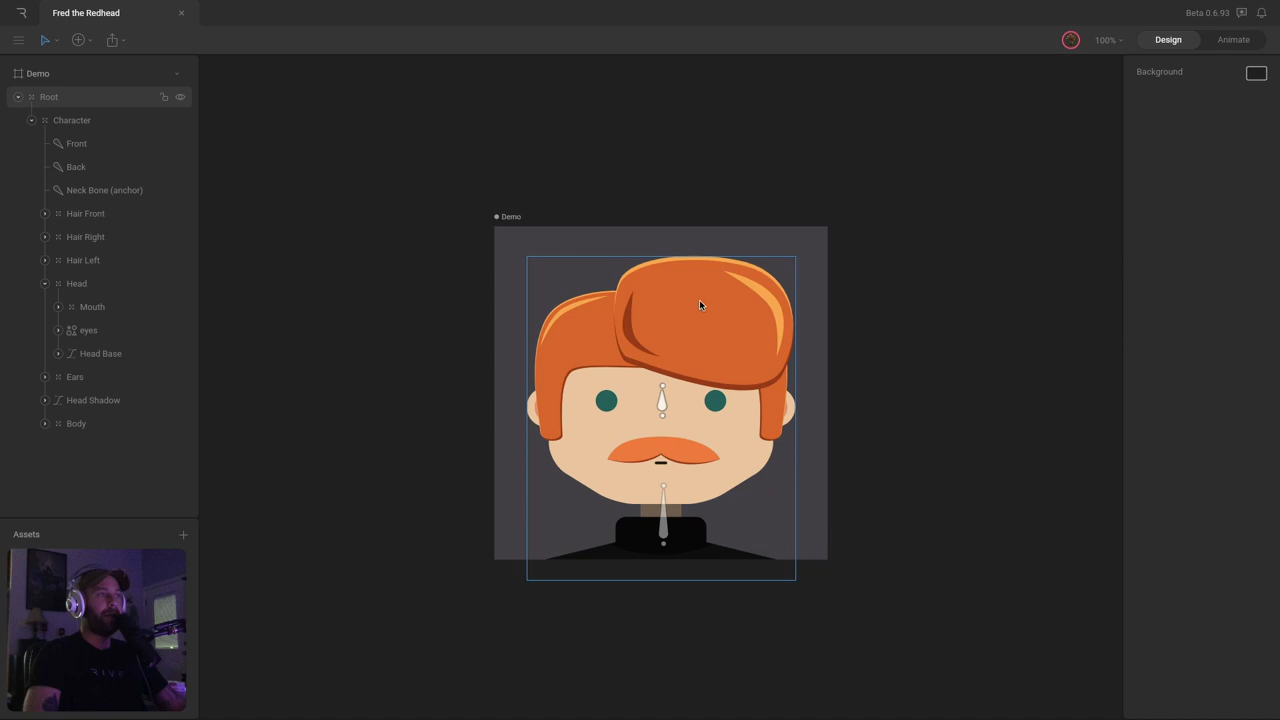 Fred the Redhead
Beta 0.6.93
100%
Design
Animate
Demo
Background
Root
Character
Front
Back
Neck Bone (anchor)
Hair Front
Hair Right
Hair Left
Head
Mouth
eyes
Head Base
Ears
Head Shadow
Body
Demo
Assets
RIVE